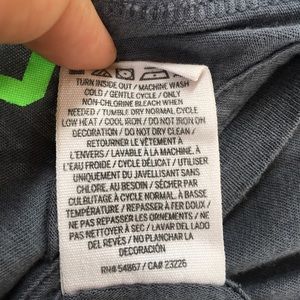 TURN INSIDE OUT / MACHINE WASH
COLD / GENTLE CYCLE / ONLY
NON-CHLORINE BLEACH WHEN
NEEDED / TUMBLE DRY NORMAL CYCLE
LOW HEAT / COOL IRON / DO NOT IRON ON
DECORATION / DO NOT DRY CLEAN /
RETOURNER LE VÊTEMENT À
L'ENVERS / LAVABLE À LA MACHINE. À
L'EAU FROIDE / CYCLE DÉLICAT / UTILISER
UNIQUEMENT DU JAVELLISANT SANS
CHLORE, AU BESOIN / SÉCHER PAR
CULBUTAGE À CYCLE NORMAL À BASSE
TEMPÉRATURE / REPASSER À FER DOUX /
NE PAS REPASSER L'ORNEMENT / NE PAS
NETTOYER À SEC / LAVAR DEL LADO
DEL REVÉS / NO PLANCHAR LA
DECORACIÓN
RN# 54867 / CA# 23226